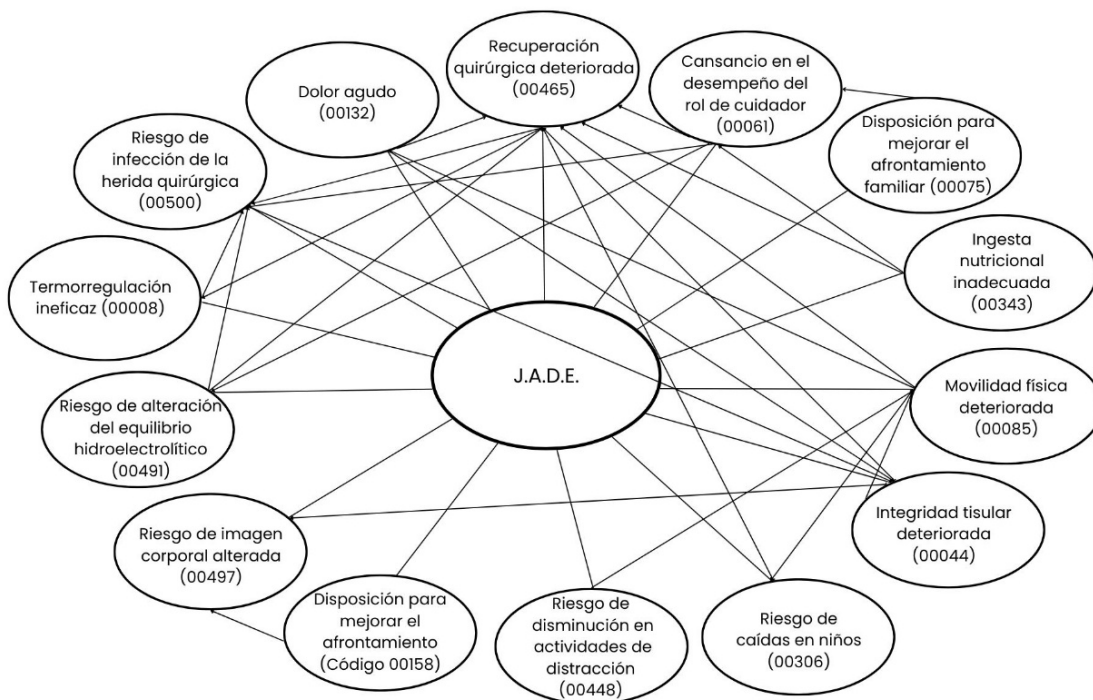 Recuperación
quirúrgica deteriorada
(00465)
Cansancio en el
desempeño del
rol de cuidador
(00061)
Dolor agudo
(00132)
Disposición para
mejorar el
afrontamiento
familiar (00075)
Riesgo de
infección de la
herida quirúrgica
(00500)
Ingesta
nutricional
inadecuada
(00343)
Termorregulación
ineficaz (00008)
J.A.D.E.
Movilidad física
deteriorada
(00085)
Riesgo de alteración
del equilibrio
hidroelectrolítico
(00491)
Integridad tisular
deteriorada
(00044)
Riesgo de imagen
corporal alterada
(00497)
Disposición para
mejorar el
afrontamiento
(Código 00158)
Riesgo de
disminución en
actividades de
distracción
(00448)
Riesgo de
caídas en niños
(00306)